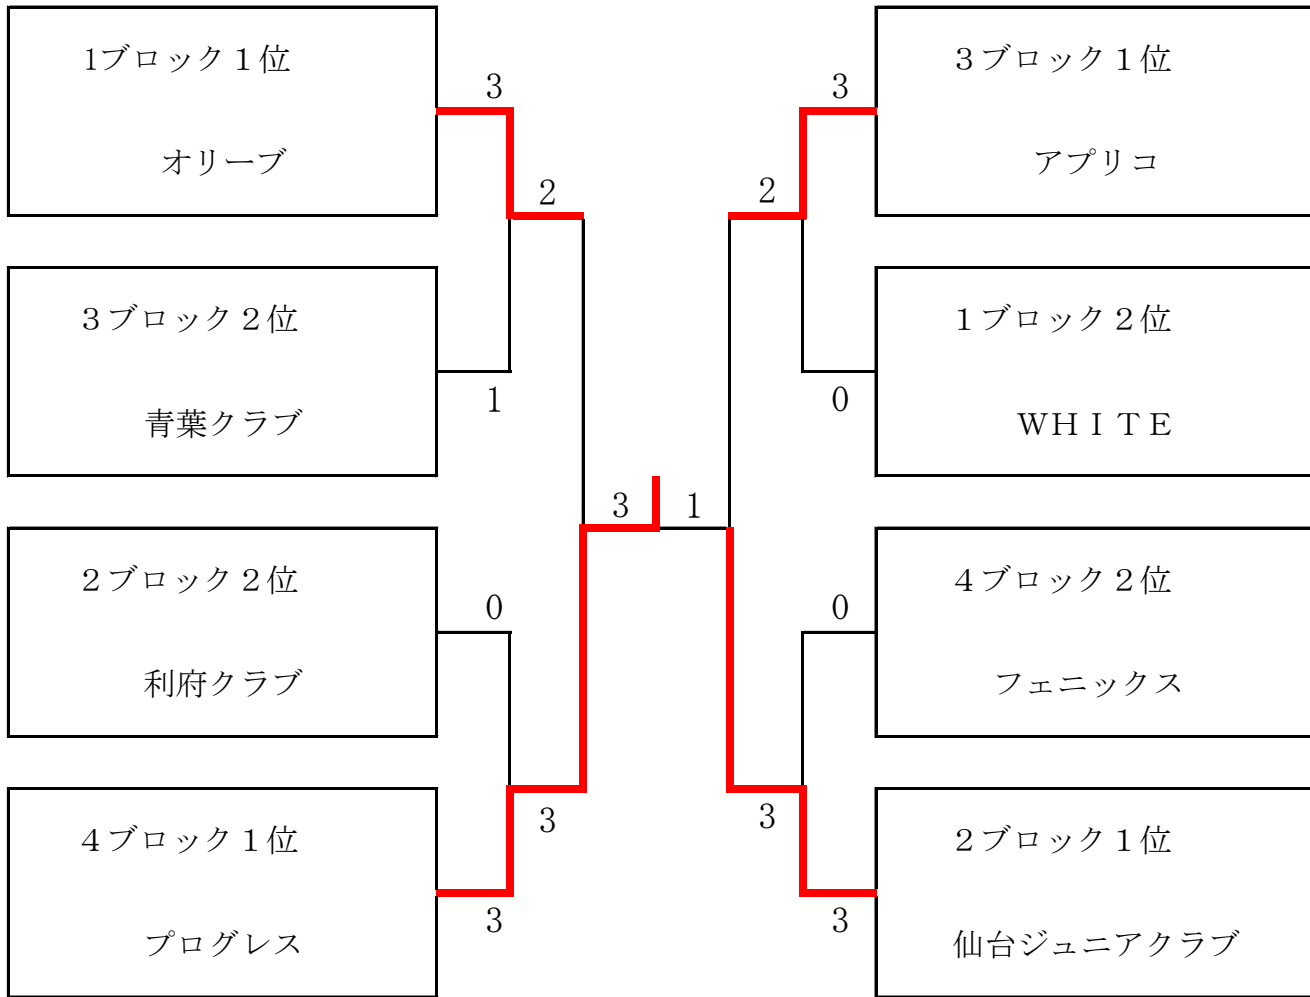 1ブロック１位
3
3
３ブロック１位
オリーブ
2
2
アプリコ
３ブロック２位
１ブロック２位
1
0
青葉クラブ
ＷＨＩＴＥ
3
1
２ブロック２位
４ブロック２位
0
0
利府クラブ
フェニックス
3
3
４ブロック１位
２ブロック１位
3
3
プログレス
仙台ジュニアクラブ